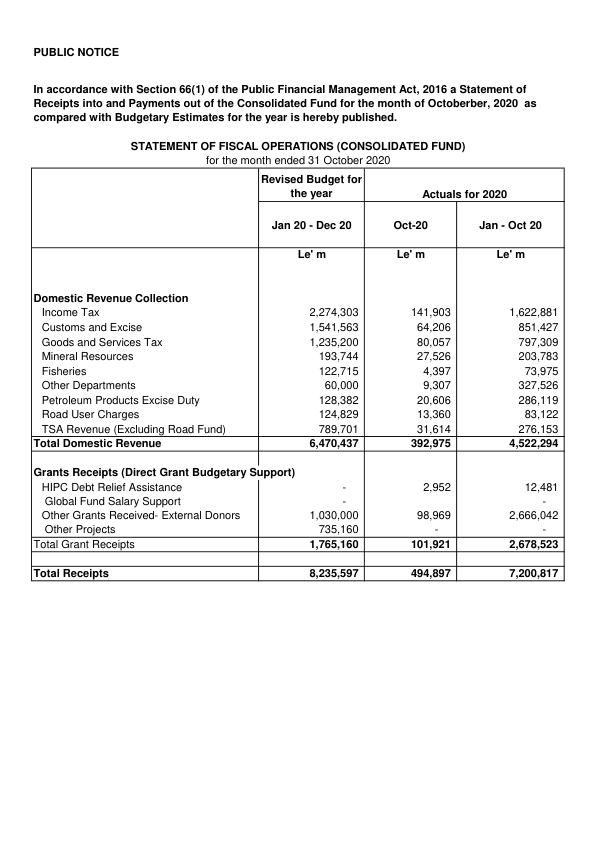 PUBLIC NOTICE
In accordance with Section 66(1) of the Public Financial Management Act, 2016 a Statement of
Receipts into and Payments out of the Consolidated Fund for the month of Octoberber, 2020 as
compared with Budgetary Estimates for the year is hereby published.
STATEMENT OF FISCAL OPERATIONS (CONSOLIDATED FUND)
for the month ended 31 October 2020
Revised Budget for
the year Actuals for 2020
Jan 20 - Dec 20 Oct-20 Jan - Oct 20
Le' m Le' m Le' m
Domestic Revenue Collection
Income Tax 2,274,303 141,903 1,622,881
Customs and Excise 1,541,563 64,206 851,427
Goods and Services Tax 1,235,200 80,057 797,309
Mineral Resources 193,744 27,526 203,783
Fisheries 122,715 4,397 73,975
Other Departments 60,000 9,307 327,526
Petroleum Products Excise Duty 128,382 20,606 286,119
Road User Charges 124,829 13,360 83,122
TSA Revenue (Excluding Road Fund) 789,701 31,614 276,153
Total Domestic Revenue 6,470,437 392,975 4,522,294
Grants Receipts (Direct Grant Budgetary Support)
HIPC Debt Relief Assistance - 2,952 12,481
Global Fund Salary Support - -
Other Grants Received- External Donors 1,030,000 98,969 2,666,042
Other Projects 735,160 - -
Total Grant Receipts 1,765,160 101,921 2,678,523
Total Receipts 8,235,597 494,897 7,200,817